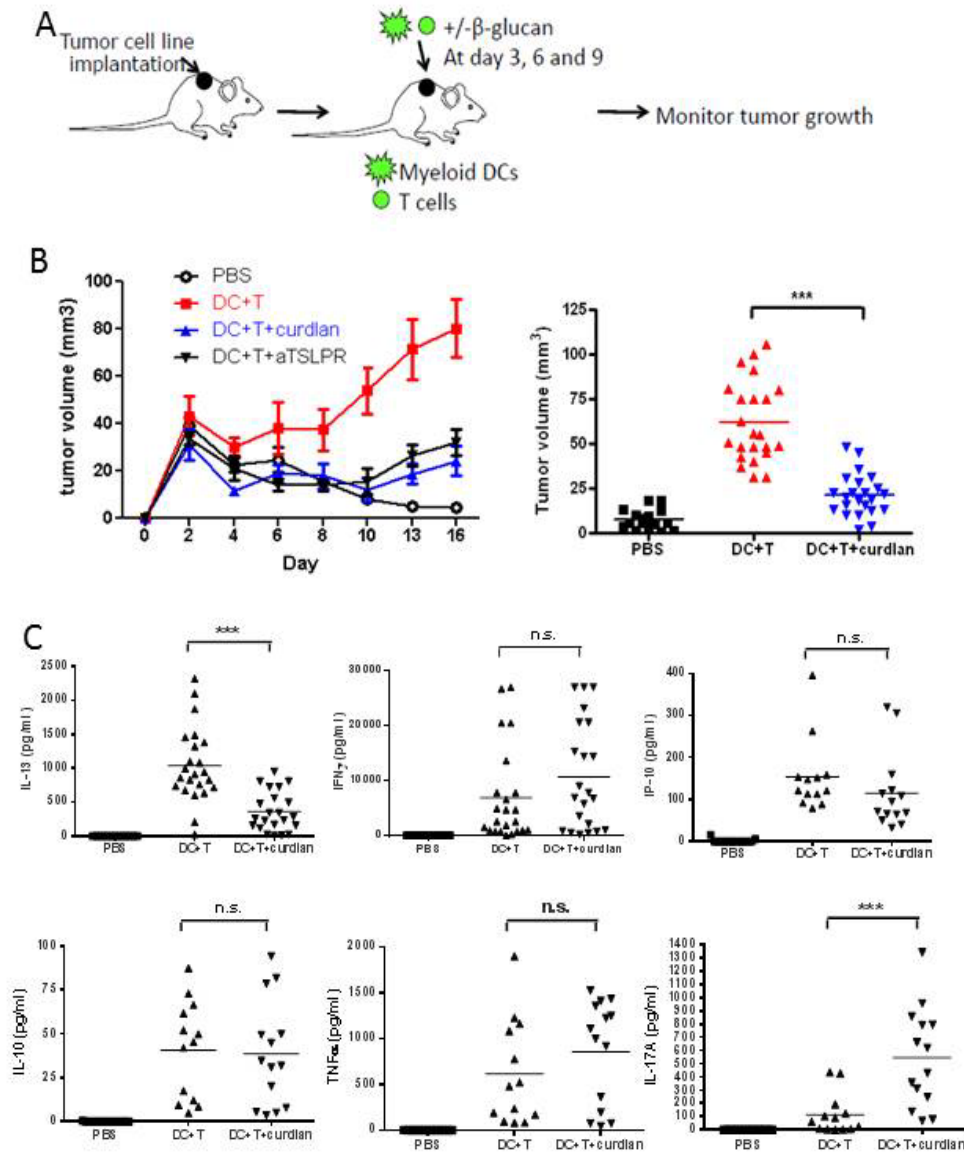 A
Tumor cell line
implantation
+/-β-glucan
At day 3, 6 and 9
Monitor tumor growth
Myeloid DCs
T cells
B
PBS
DC+T
DC+T+curdlan
DC+T+aTSLPR
tumor volume (mm3)
100
80
60
40
20
0
0 2 4 6 8 10 13 16
Day
***
Tumor volume (mm³)
125
100
75
50
25
0
PBS DC+T DC+T+curdlan
C
***
IL-13 (pg/ml)
2500
2000
1500
1000
500
0
PBS DC+T DC+T+curdlan
n.s.
IFNγ (pg/ml)
30000
20000
10000
0
PBS DC+T DC+T+curdlan
n.s.
IP-10 (pg/ml)
400
300
200
100
0
PBS DC+T DC+T+curdlan
n.s.
IL-10 (pg/ml)
100
75
50
25
0
PBS DC+T DC+T+curdlan
n.s.
TNFα (pg/ml)
2000
1500
1000
500
0
PBS DC+T DC+T+curdlan
***
IL-17A (pg/ml)
1400
1300
1200
1100
1000
900
800
700
600
500
400
300
200
100
0
PBS DC+T DC+T+curdlan